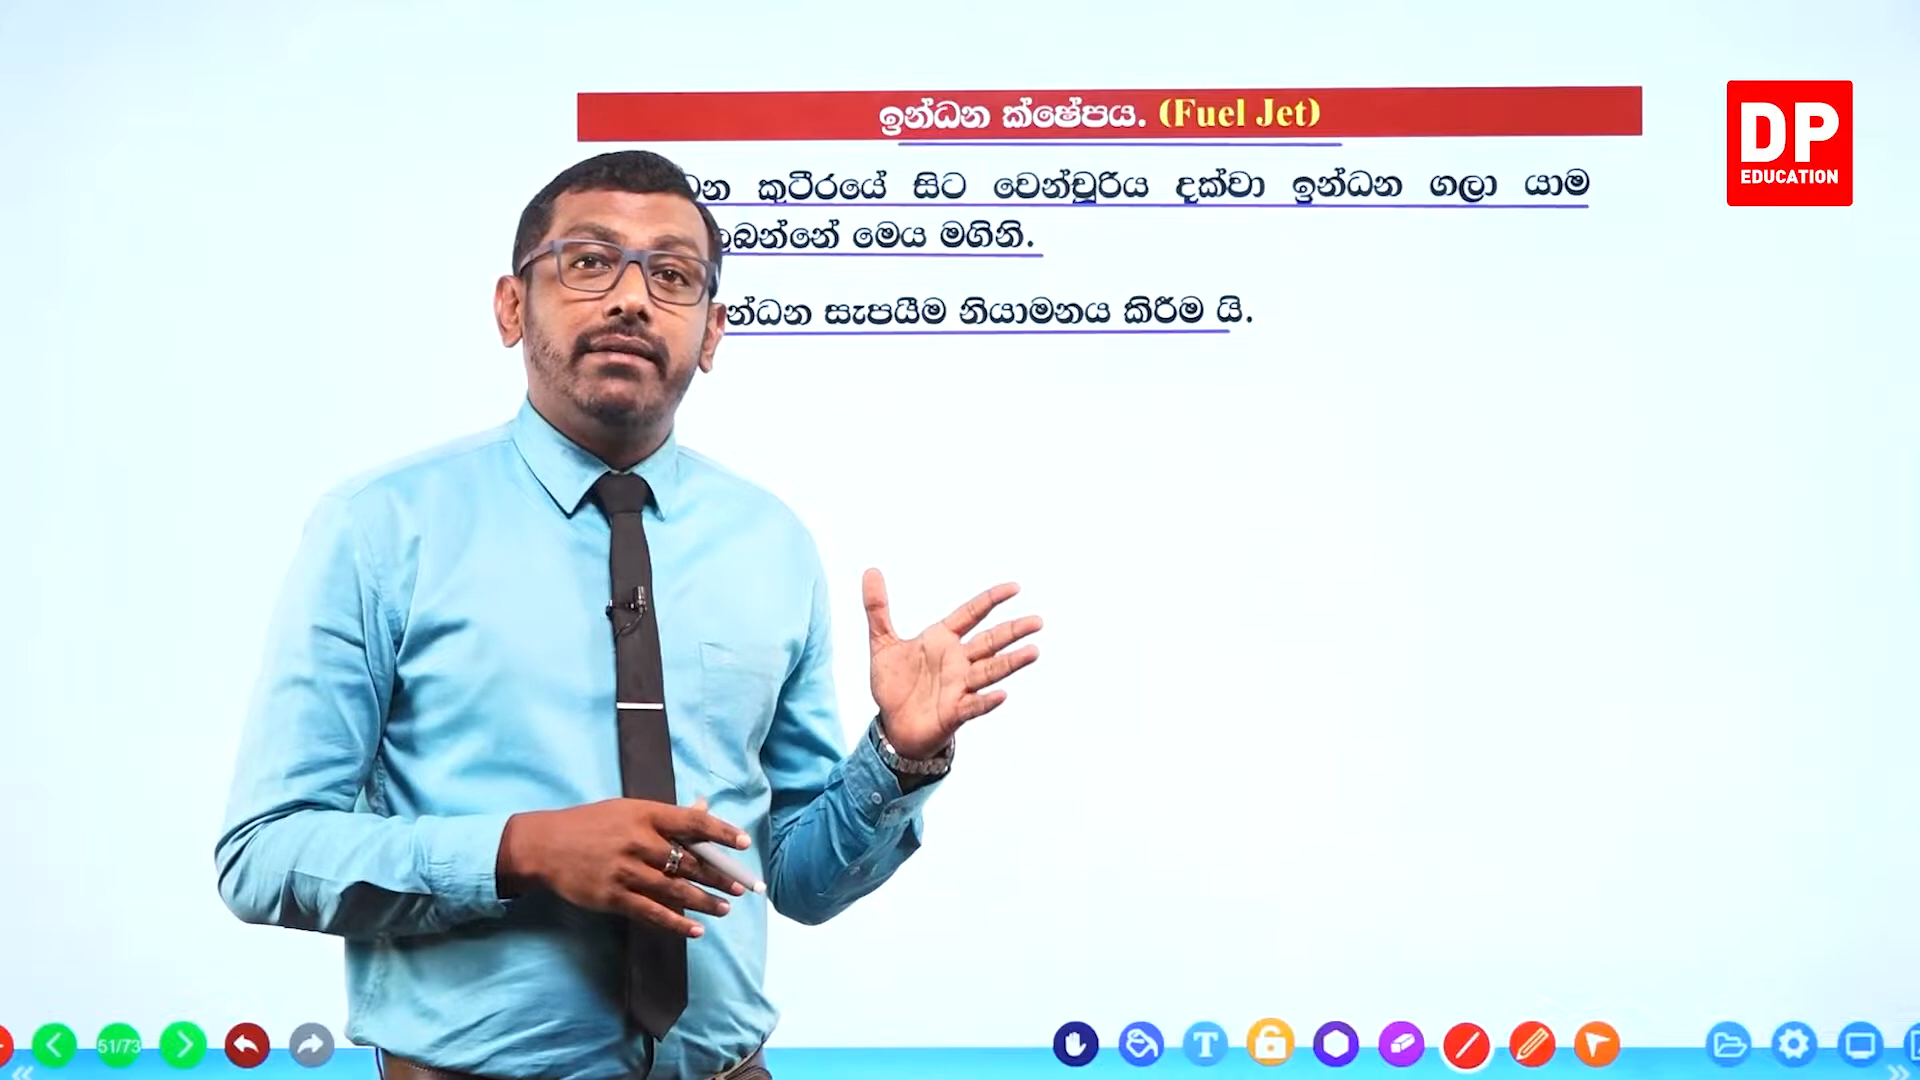 ඉන්ධන ක්ෂේපය. (Fuel Jet)
DP
EDUCATION
කුටීරයේ සිට වෙන්චූරිය දක්වා ඉන්ධන ගලා යාම
මෙය මගිනි.
සැපයීම නියාමනය කිරීම යි.
51/73
T